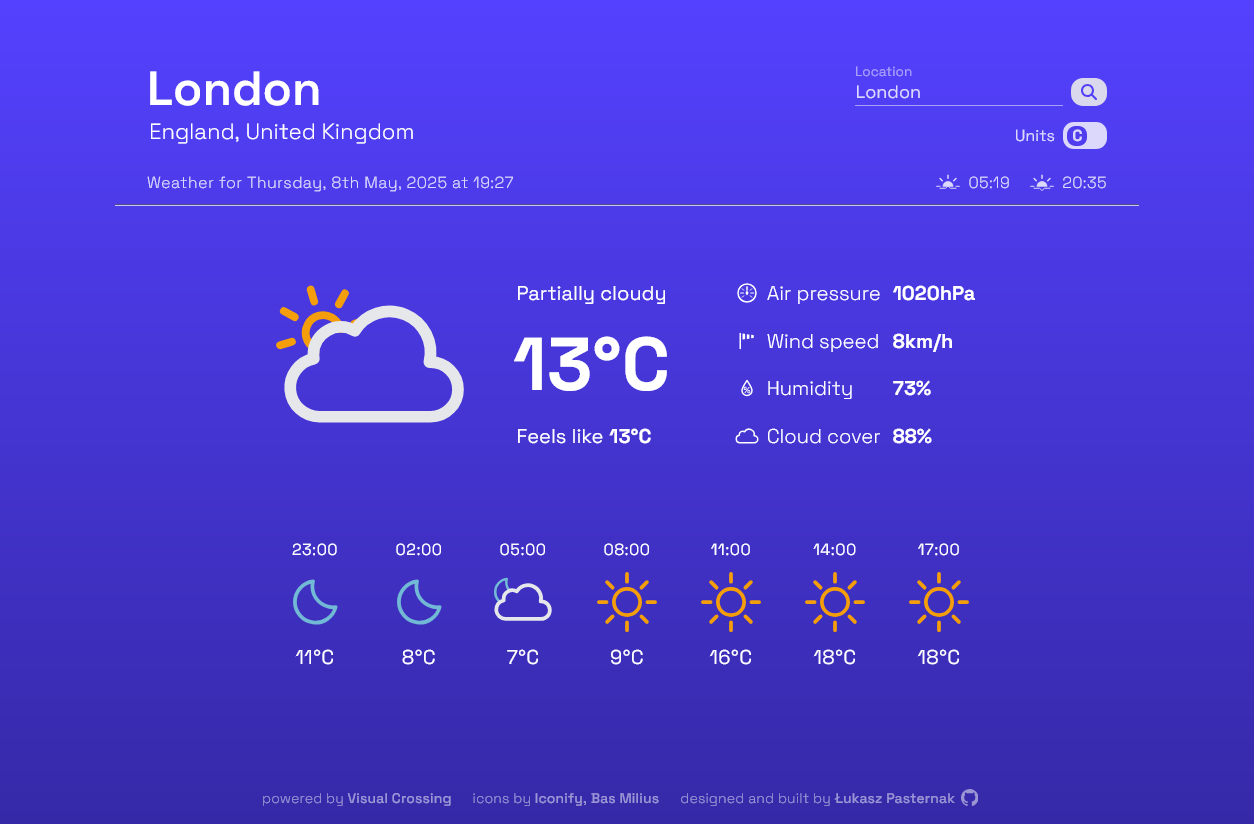 London
England, United Kingdom
Location
London
Units C
Weather for Thursday, 8th May, 2025 at 19:27
05:19 20:35
Partially cloudy
13°C
Feels like 13°C
Air pressure 1020hPa
Wind speed 8km/h
Humidity 73%
Cloud cover 88%
23:00 02:00 05:00 08:00 11:00 14:00 17:00
11°C 8°C 7°C 9°C 16°C 18°C 18°C
powered by Visual Crossing icons by Iconify, Bas Milius designed and built by Łukasz Pasternak